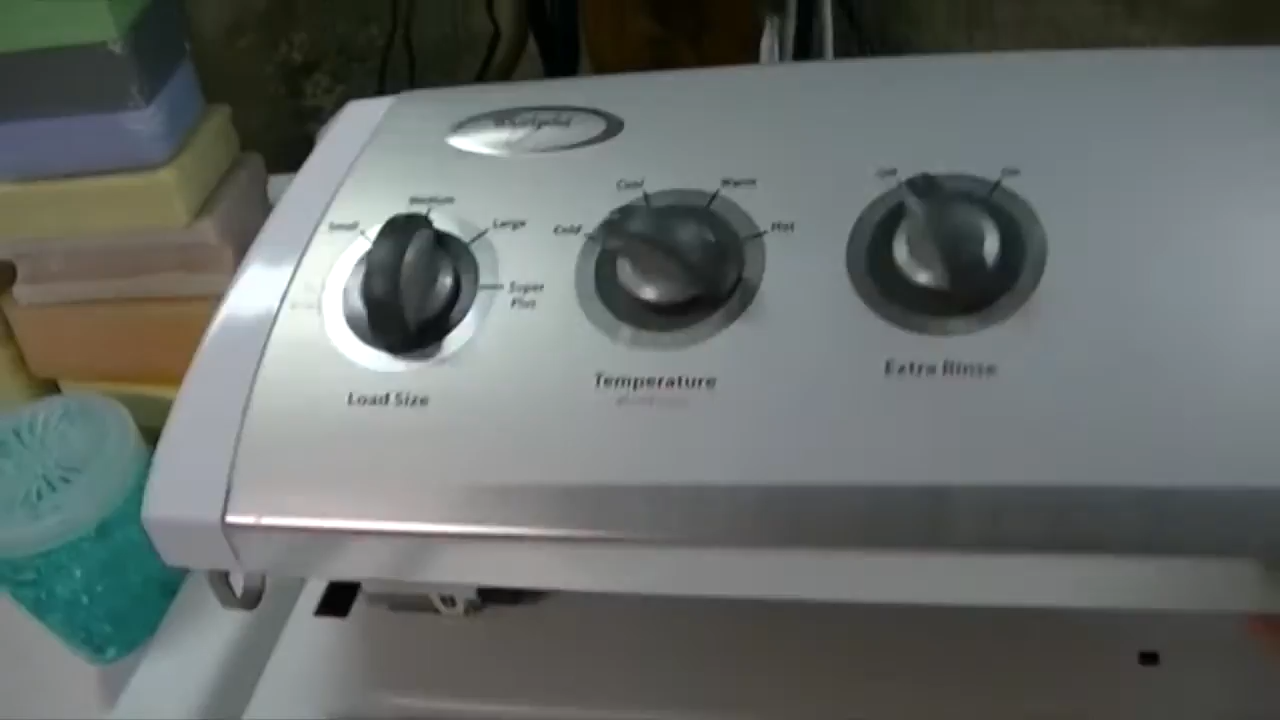 Whirlpool
Small
Medium
Large
Super
Plus
Load Size
Cold
Cool
Warm
Hot
Temperature
Off
On
Extra Rinse